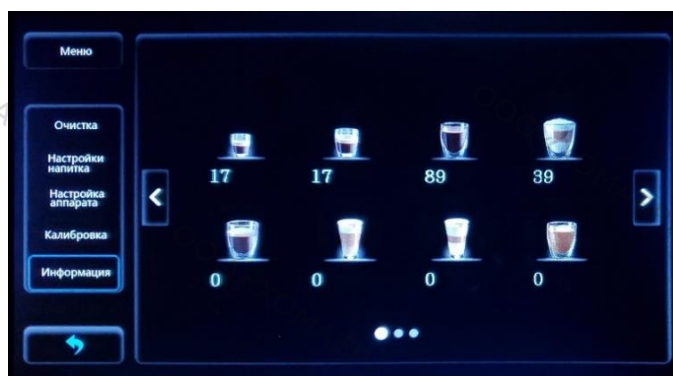 Меню
Очистка
Настройки
напитка
Настройка
аппарата
Калибровка
Информация
17
17
89
39
0
0
0
0